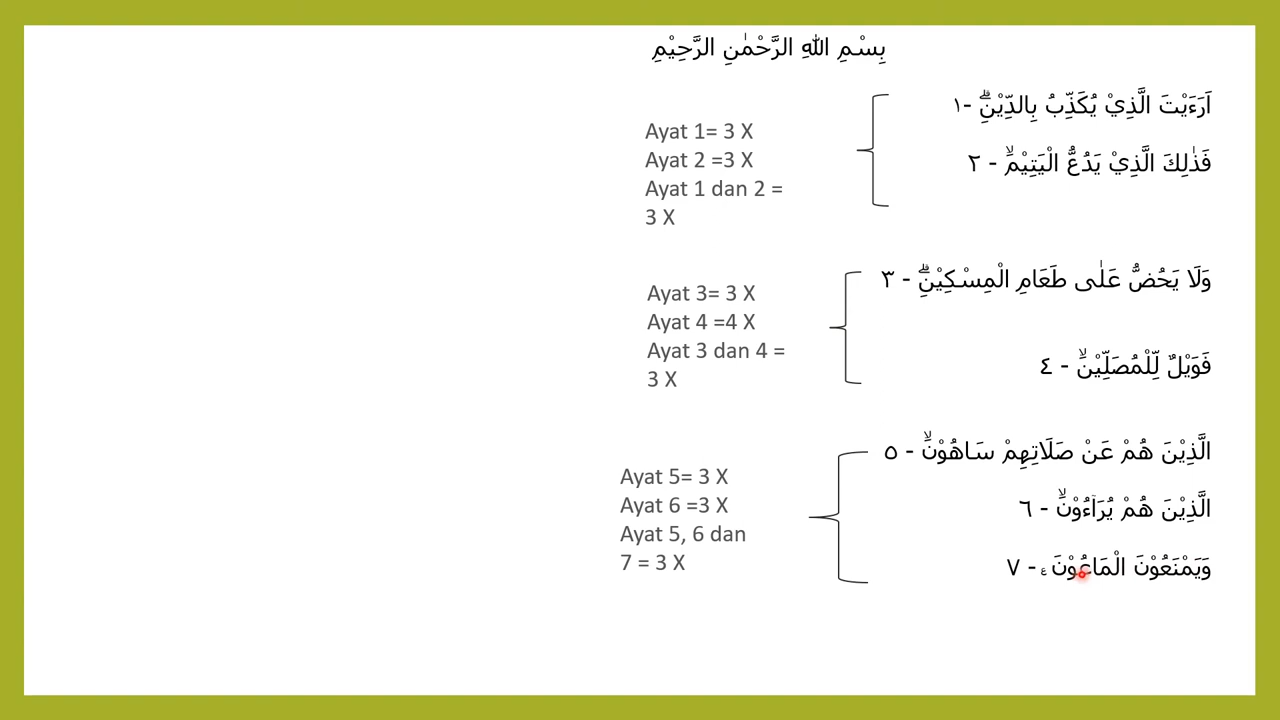 بِسْمِ اللهِ الرَّحْمٰنِ الرَّحِيْمِ
اَرَءَيْتَ الَّذِيْ يُكَذِّبُ بِالدِّيْنِۗ -١
فَذٰلِكَ الَّذِيْ يَدُعُّ الْيَتِيْمَۙ - ٢
Ayat 1= 3 X
Ayat 2 =3 X
Ayat 1 dan 2 =
3 X
وَلَا يَحُضُّ عَلٰى طَعَامِ الْمِسْكِيْنِۗ - ٣
فَوَيْلٌ لِّلْمُصَلِّيْنَۙ - ٤
Ayat 3= 3 X
Ayat 4 =4 X
Ayat 3 dan 4 =
3 X
الَّذِيْنَ هُمْ عَنْ صَلَاتِهِمْ سَاهُوْنَۙ - ٥
الَّذِيْنَ هُمْ يُرَاۤءُوْنَۙ - ٦
وَيَمْنَعُوْنَ الْمَاعُوْنَ ࣖ - ٧
Ayat 5= 3 X
Ayat 6 =3 X
Ayat 5, 6 dan
7 = 3 X